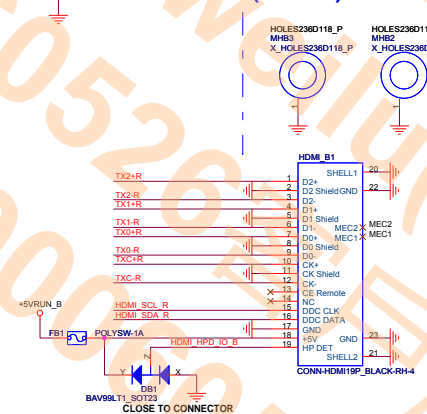 HOLES236D118_P
MHB3
X_HOLES236D118_P
1
HOLES236D11
MHB2
X_HOLES236D
1
HDMI_B1
TX2+R 1 D2+ SHELL1 20
2 D2 Shield GND 22
TX2-R 3 D2-
TX1+R 4 D1+
5 D1 Shield
TX1-R 6 D1- MEC2 MEC2
TX0+R 7 D0+ MEC1 MEC1
8 D0 Shield
TX0-R 9 D0-
TXC+R 10 CK+
11 CK Shield
TXC-R 12 CK-
13 CE Remote
14 NC
HDMI_SCL_R 15 DDC CLK
HDMI_SDA_R 16 DDC DATA
17 GND
18 +5V GND 23
HDMI_HPD_IO_B 19 HP DET
SHELL2 21
CONN-HDMI19P_BLACK-RH-4
+5VRUN_B
FB1 POLYSW-1A
Z
Y X
DB1
BAV99LT1_SOT23
CLOSE TO CONNECTOR